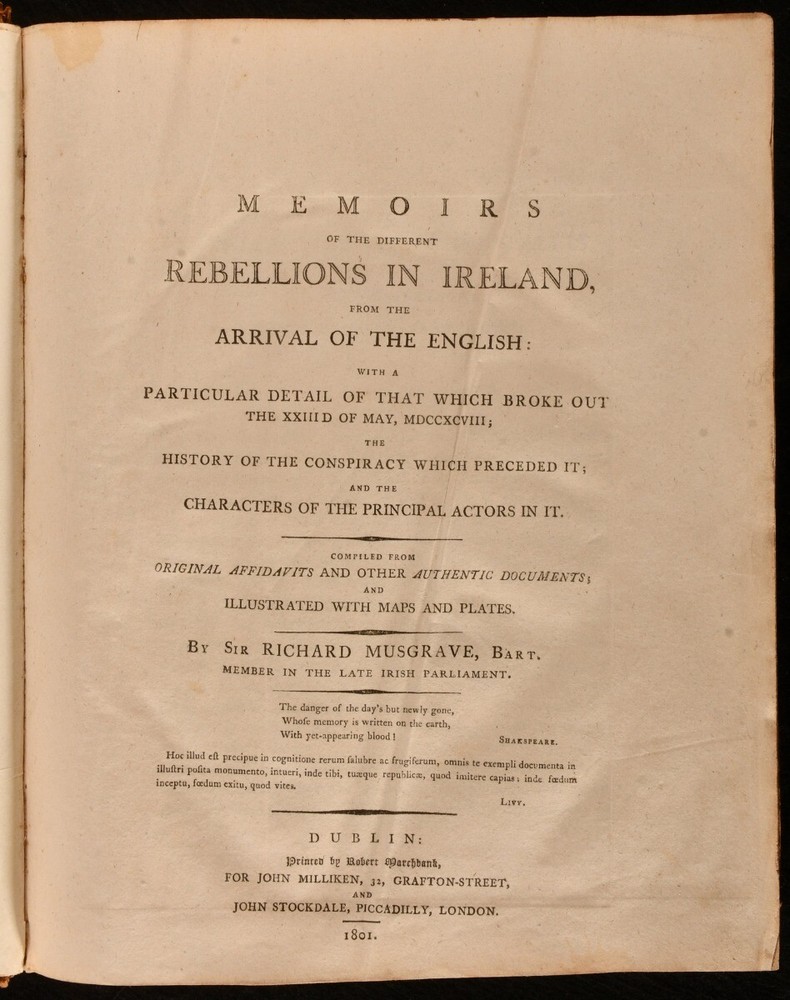 MEMOIRS
OF THE DIFFERENT
REBELLIONS IN IRELAND,
FROM THE
ARRIVAL OF THE ENGLISH:
WITH A
PARTICULAR DETAIL OF THAT WHICH BROKE OUT
THE XXIIID OF MAY, MDCCXCVIII;
THE
HISTORY OF THE CONSPIRACY WHICH PRECEDED IT;
AND THE
CHARACTERS OF THE PRINCIPAL ACTORS IN IT.
COMPILED FROM
ORIGINAL AFFIDAVITS AND OTHER AUTHENTIC DOCUMENTS;
AND
ILLUSTRATED WITH MAPS AND PLATES.
BY SIR RICHARD MUSGRAVE, BART.
MEMBER IN THE LATE IRISH PARLIAMENT.
The danger of the day's but newly gone,
Whoſe memory is written on the earth,
With yet-appearing blood!
SHAKSPEARE.
Hoc illud eſt precipue in cognitione rerum ſalubre ac frugiferum, omnis te exempli documenta in
illuſtri poſita monumento, intueri, inde tibi, tuæque republicæ, quod imitere capias; inde fœdum
inceptu, fœdum exitu, quod vites.
LIVY.
DUBLIN:
Printed by Robert Marchbank,
FOR JOHN MILLIKEN, 32, GRAFTON-STREET,
AND
JOHN STOCKDALE, PICCADILLY, LONDON.
1801.